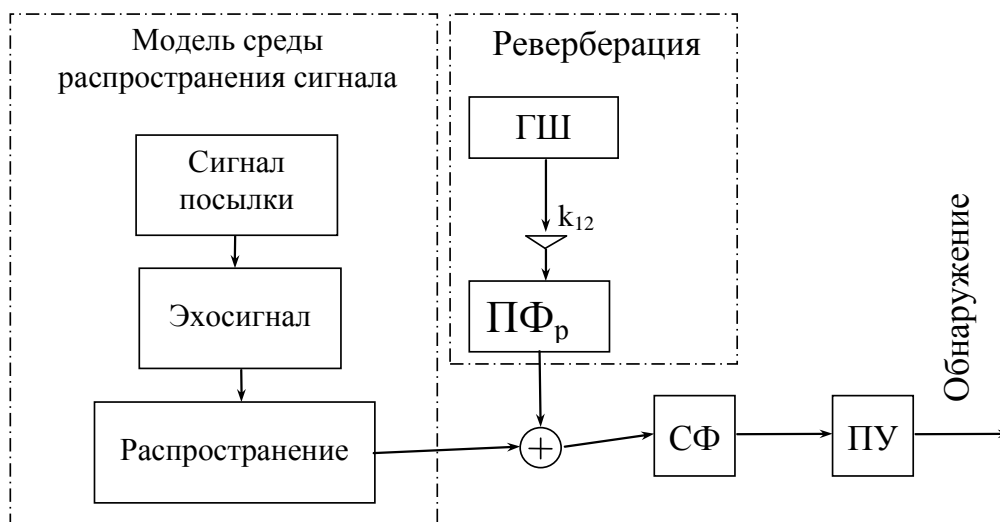 Модель среды
распространения сигнала
Сигнал
посылки
Эхосигнал
Распространение
Реверберация
ГШ
k₁₂
ПФр
+
СФ
ПУ
Обнаружение